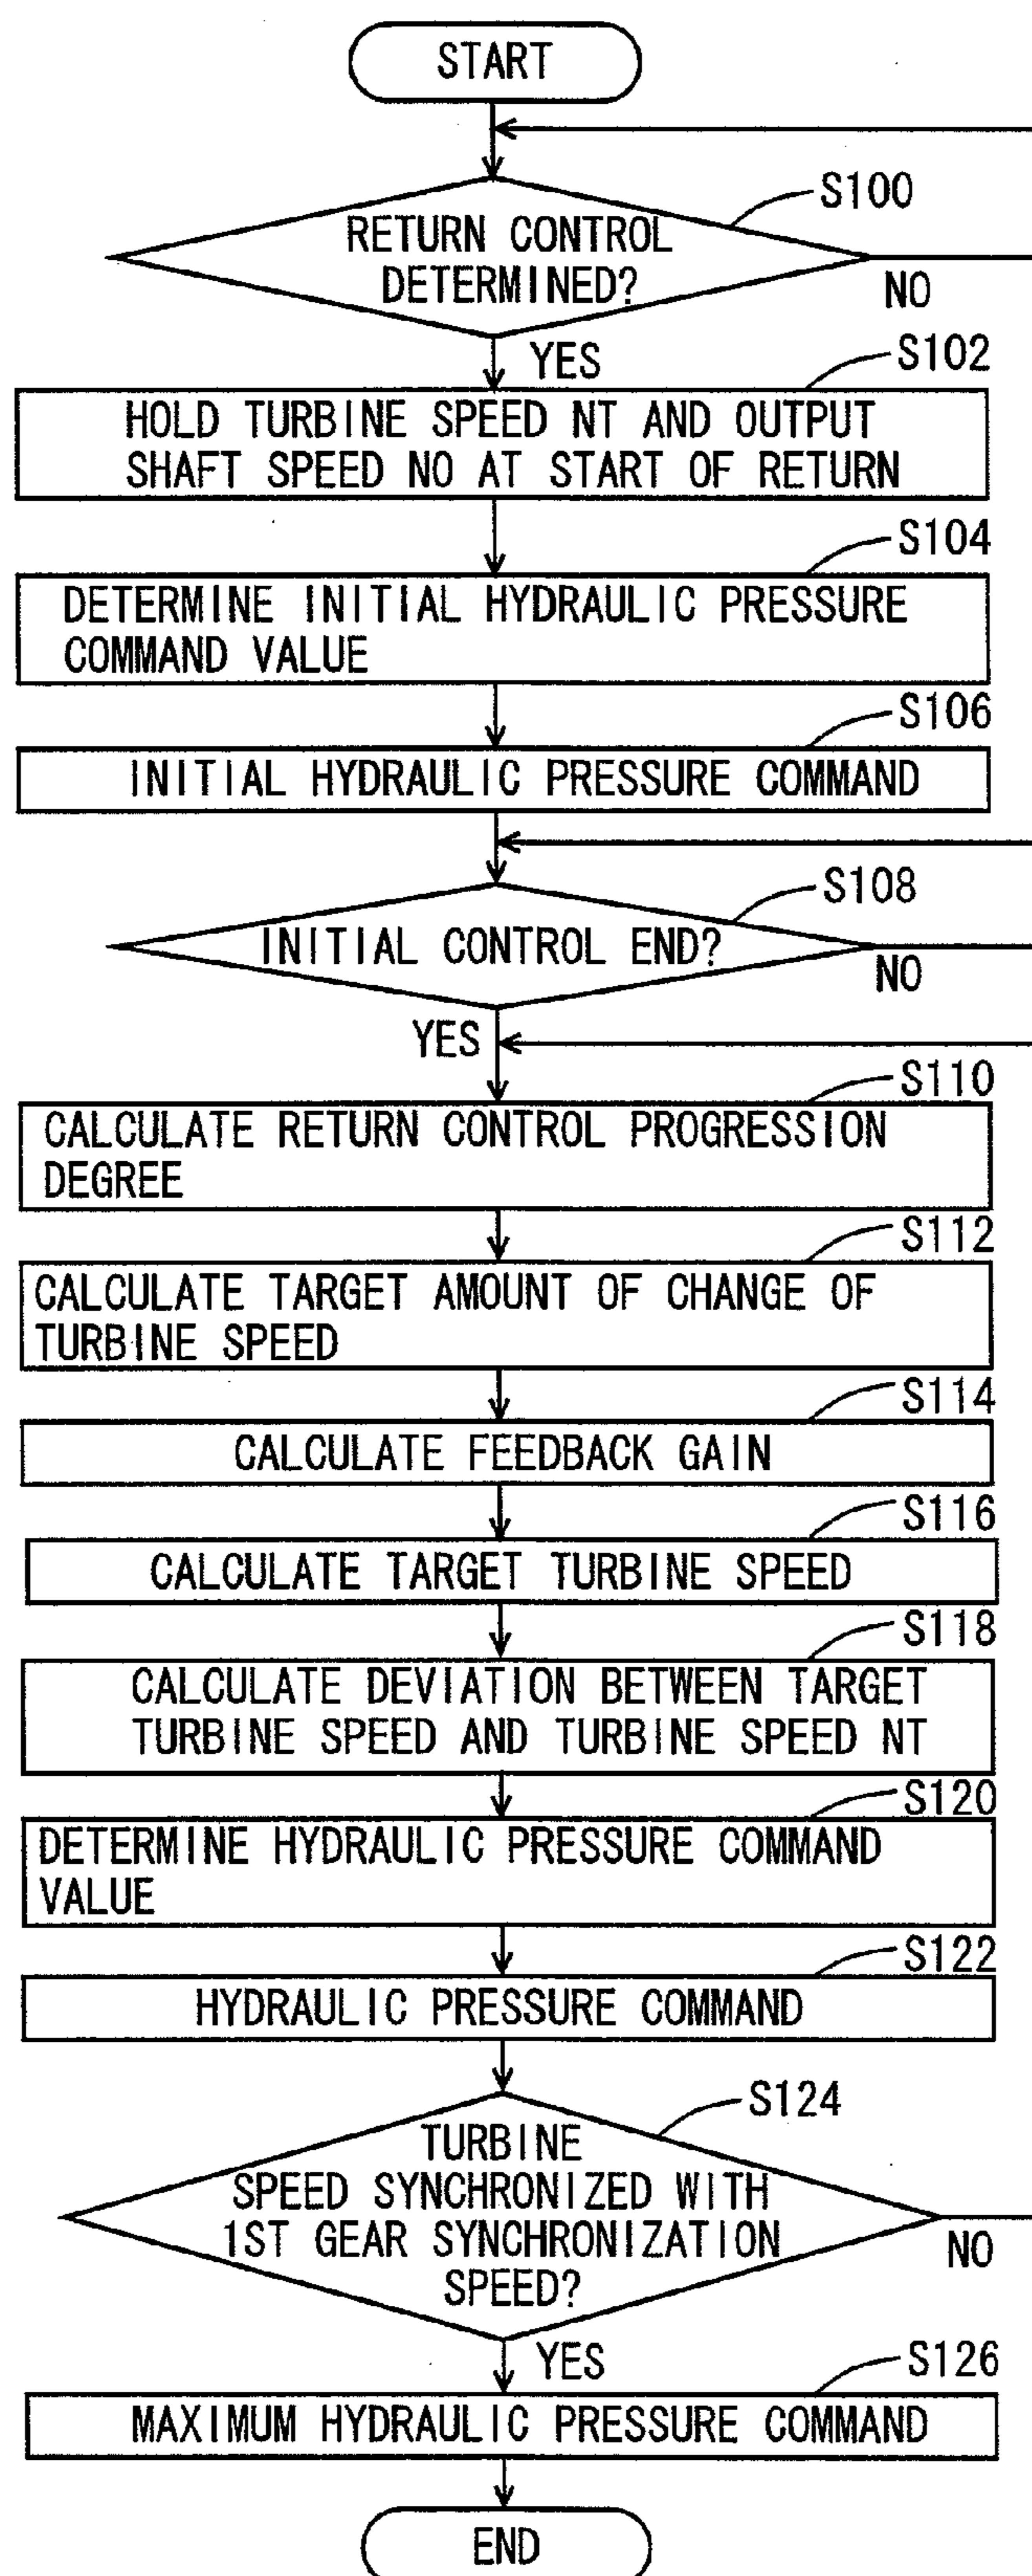 START
S100
RETURN CONTROL
DETERMINED?
NO
YES
S102
HOLD TURBINE SPEED NT AND OUTPUT
SHAFT SPEED NO AT START OF RETURN
S104
DETERMINE INITIAL HYDRAULIC PRESSURE
COMMAND VALUE
S106
INITIAL HYDRAULIC PRESSURE COMMAND
S108
INITIAL CONTROL END?
NO
YES
S110
CALCULATE RETURN CONTROL PROGRESSION
DEGREE
S112
CALCULATE TARGET AMOUNT OF CHANGE OF
TURBINE SPEED
S114
CALCULATE FEEDBACK GAIN
S116
CALCULATE TARGET TURBINE SPEED
S118
CALCULATE DEVIATION BETWEEN TARGET
TURBINE SPEED AND TURBINE SPEED NT
S120
DETERMINE HYDRAULIC PRESSURE COMMAND
VALUE
S122
HYDRAULIC PRESSURE COMMAND
S124
TURBINE
SPEED SYNCHRONIZED WITH
1ST GEAR SYNCHRONIZATION
SPEED?
NO
YES
S126
MAXIMUM HYDRAULIC PRESSURE COMMAND
END